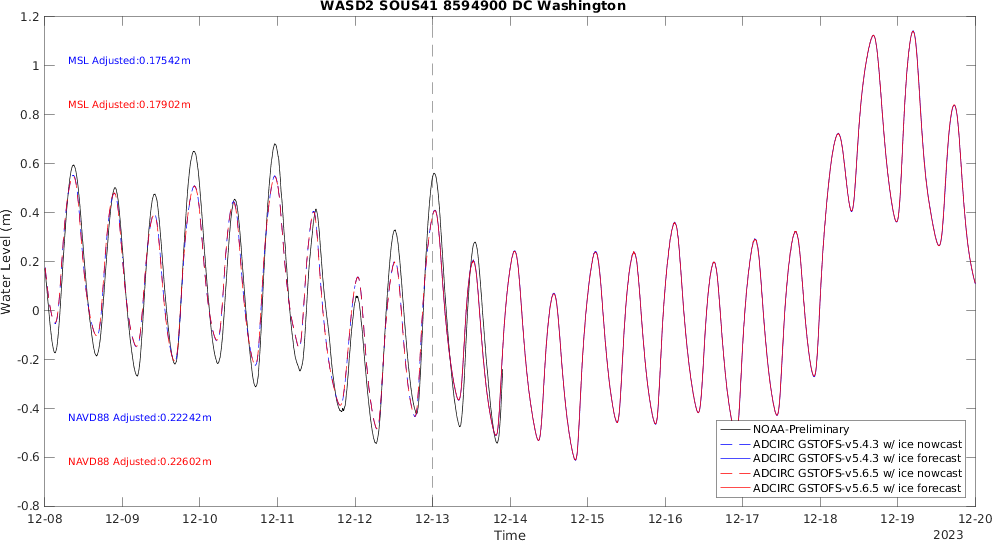 WASD2 SOUS41 8594900 DC Washington
1.2
1
0.8
0.6
0.4
0.2
0
-0.2
-0.4
-0.6
-0.8
Water Level (m)
MSL Adjusted:0.17542m
MSL Adjusted:0.17902m
NAVD88 Adjusted:0.22242m
NAVD88 Adjusted:0.22602m
NOAA-Preliminary
ADCIRC GSTOFS-v5.4.3 w/ ice nowcast
ADCIRC GSTOFS-v5.4.3 w/ ice forecast
ADCIRC GSTOFS-v5.6.5 w/ ice nowcast
ADCIRC GSTOFS-v5.6.5 w/ ice forecast
12-08 12-09 12-10 12-11 12-12 12-13 12-14 12-15 12-16 12-17 12-18 12-19 12-20
Time
2023